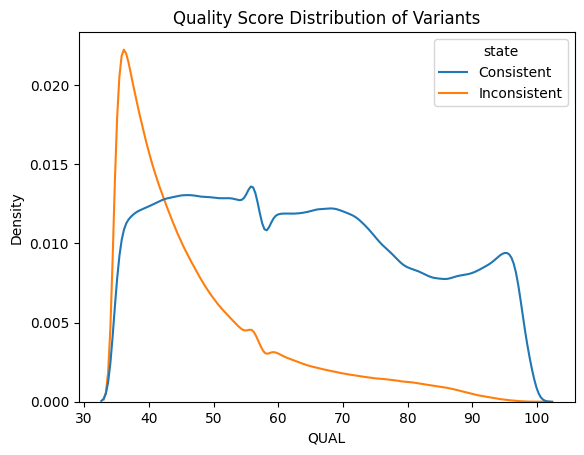 Quality Score Distribution of Variants
state
Consistent
Inconsistent
Density
0.020
0.015
0.010
0.005
0.000
30 40 50 60 70 80 90 100
QUAL